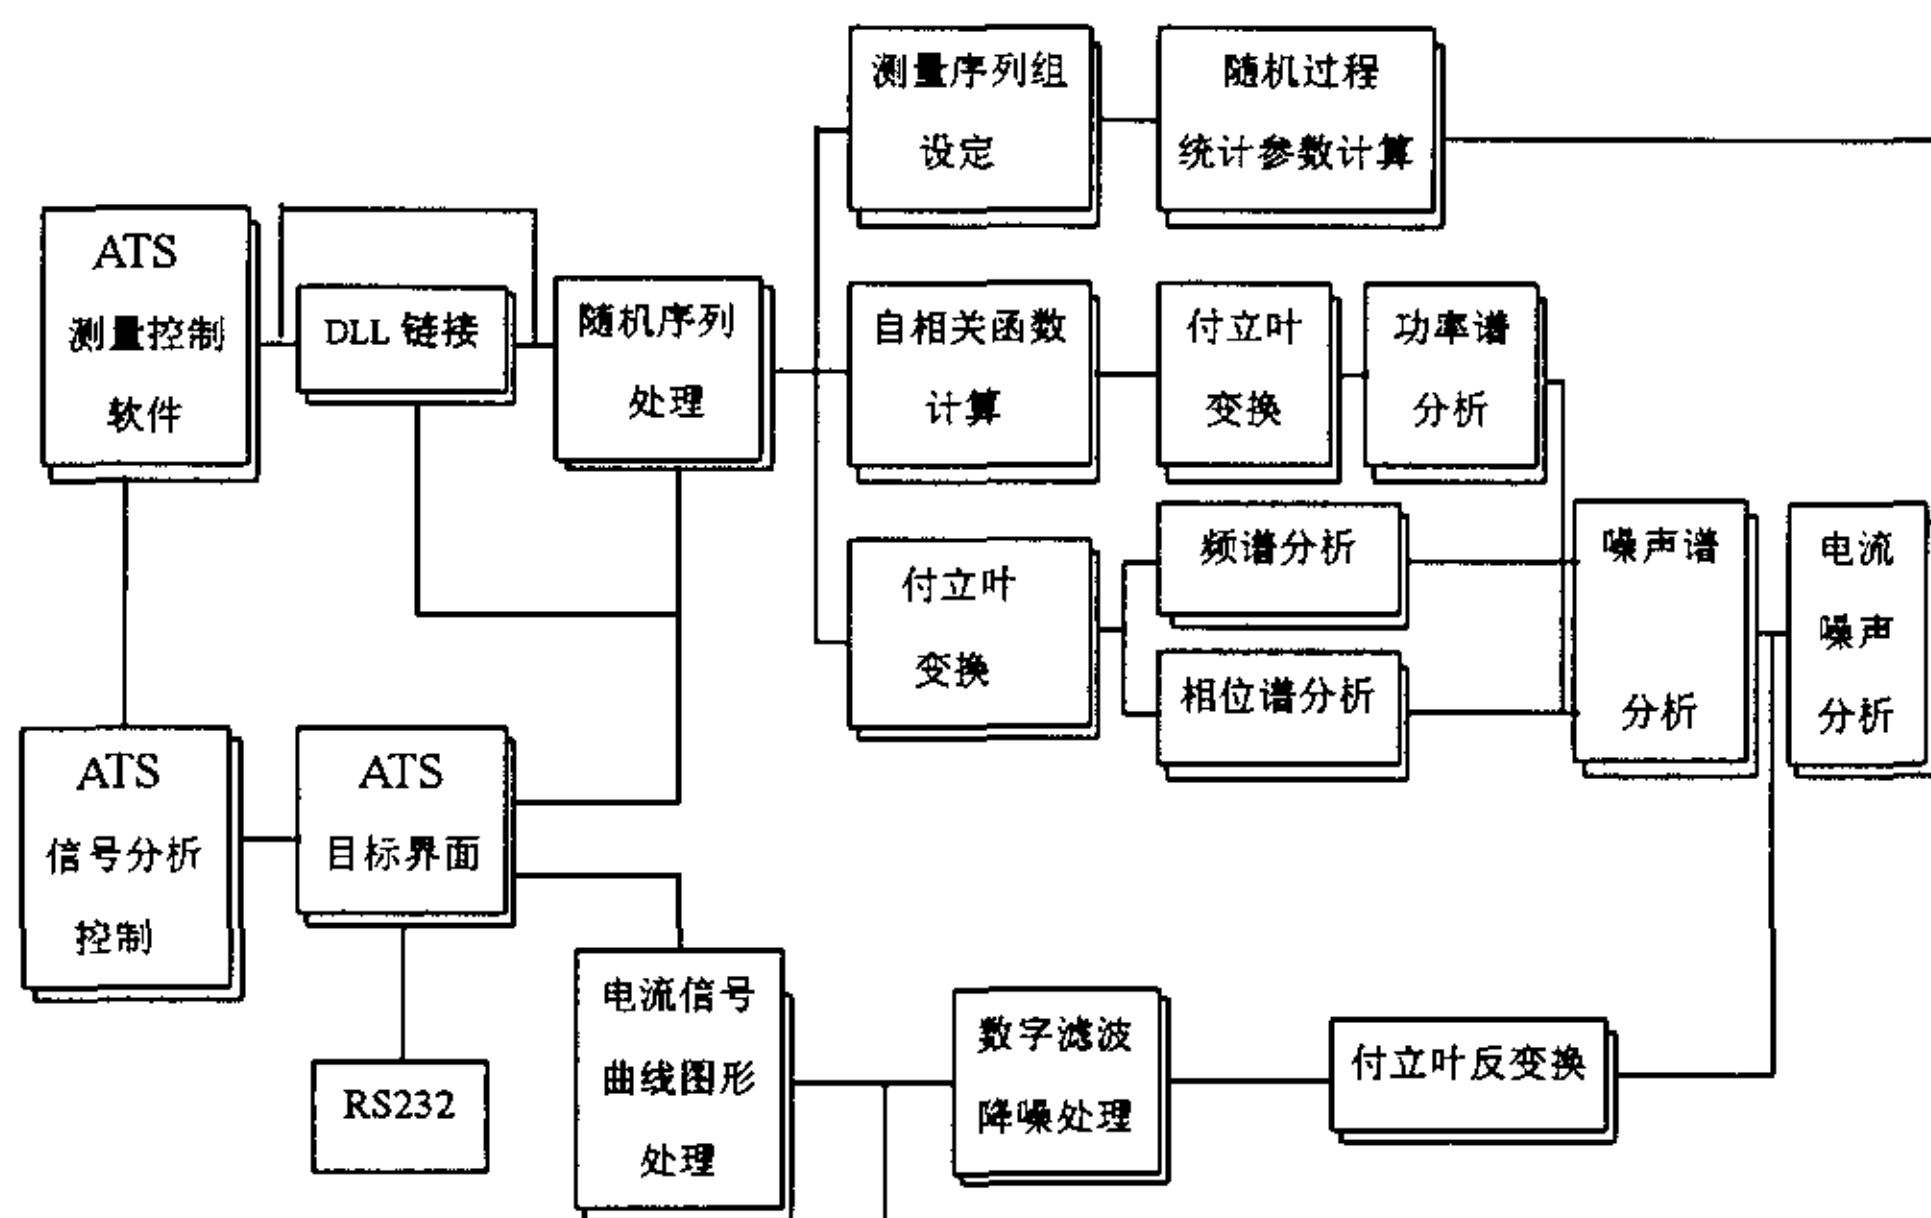 测量序列组
设定
随机过程
统计参数计算
ATS
测量控制
软件
DLL 链接
随机序列
处理
自相关函数
计算
付立叶
变换
功率谱
分析
付立叶
变换
频谱分析
相位谱分析
噪声谱
分析
电流
噪声
分析
ATS
信号分析
控制
ATS
目标界面
RS232
电流信号
曲线图形
处理
数字滤波
降噪处理
付立叶反变换